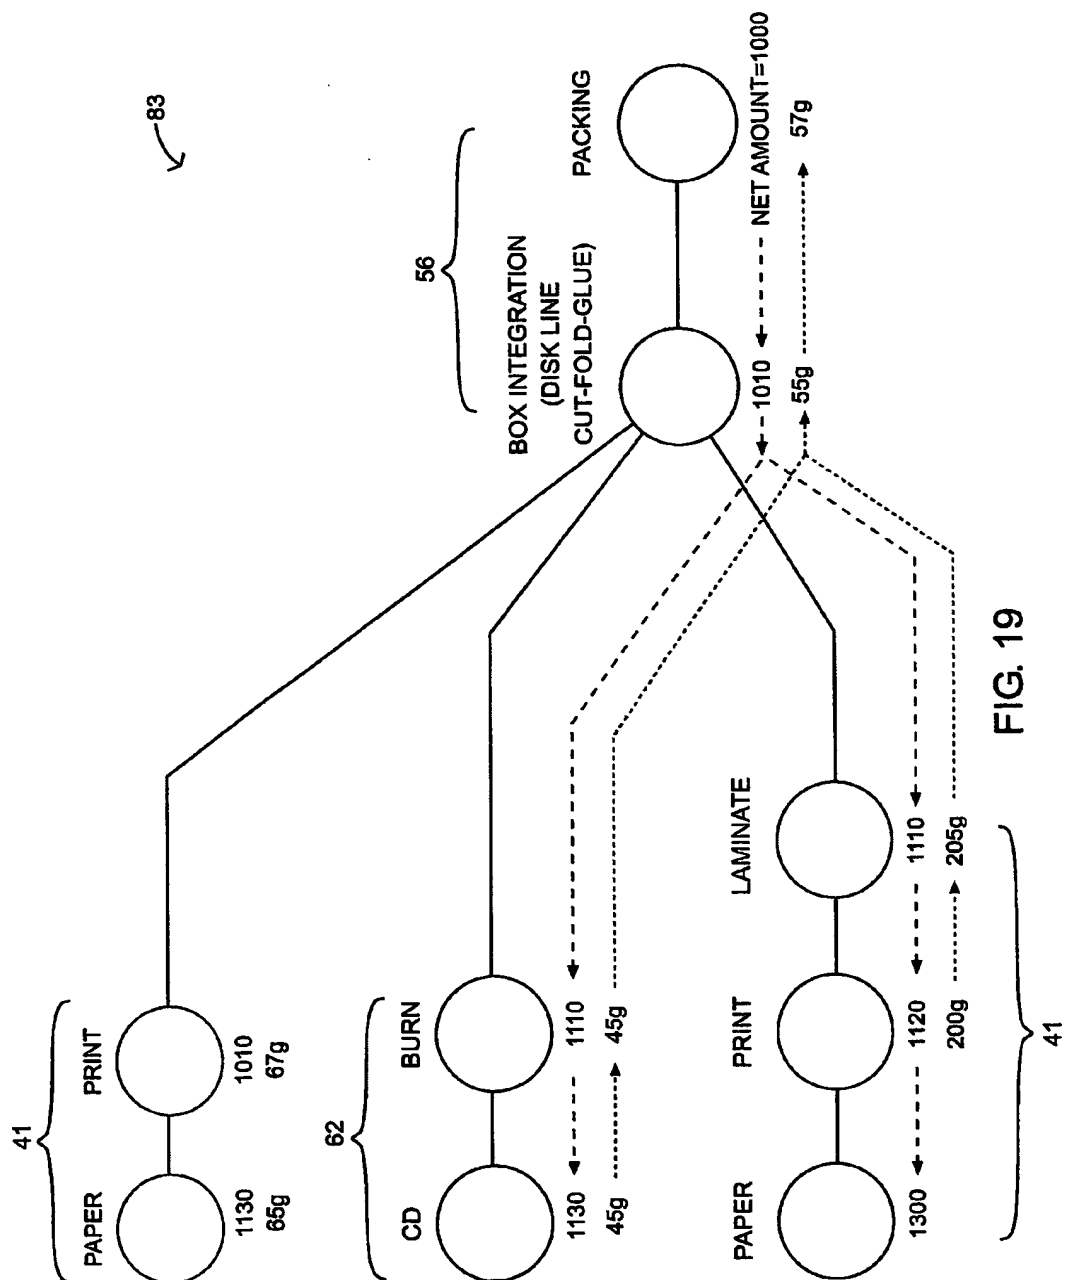 83
41
PAPER
PRINT
1130
65g
1010
67g
62
CD
BURN
1130
1110
45g
45g
PAPER
PRINT
LAMINATE
1300
1120
1110
200g
205g
41
56
BOX INTEGRATION
(DISK LINE
CUT-FOLD-GLUE)
PACKING
1010
NET AMOUNT=1000
55g
57g
FIG. 19